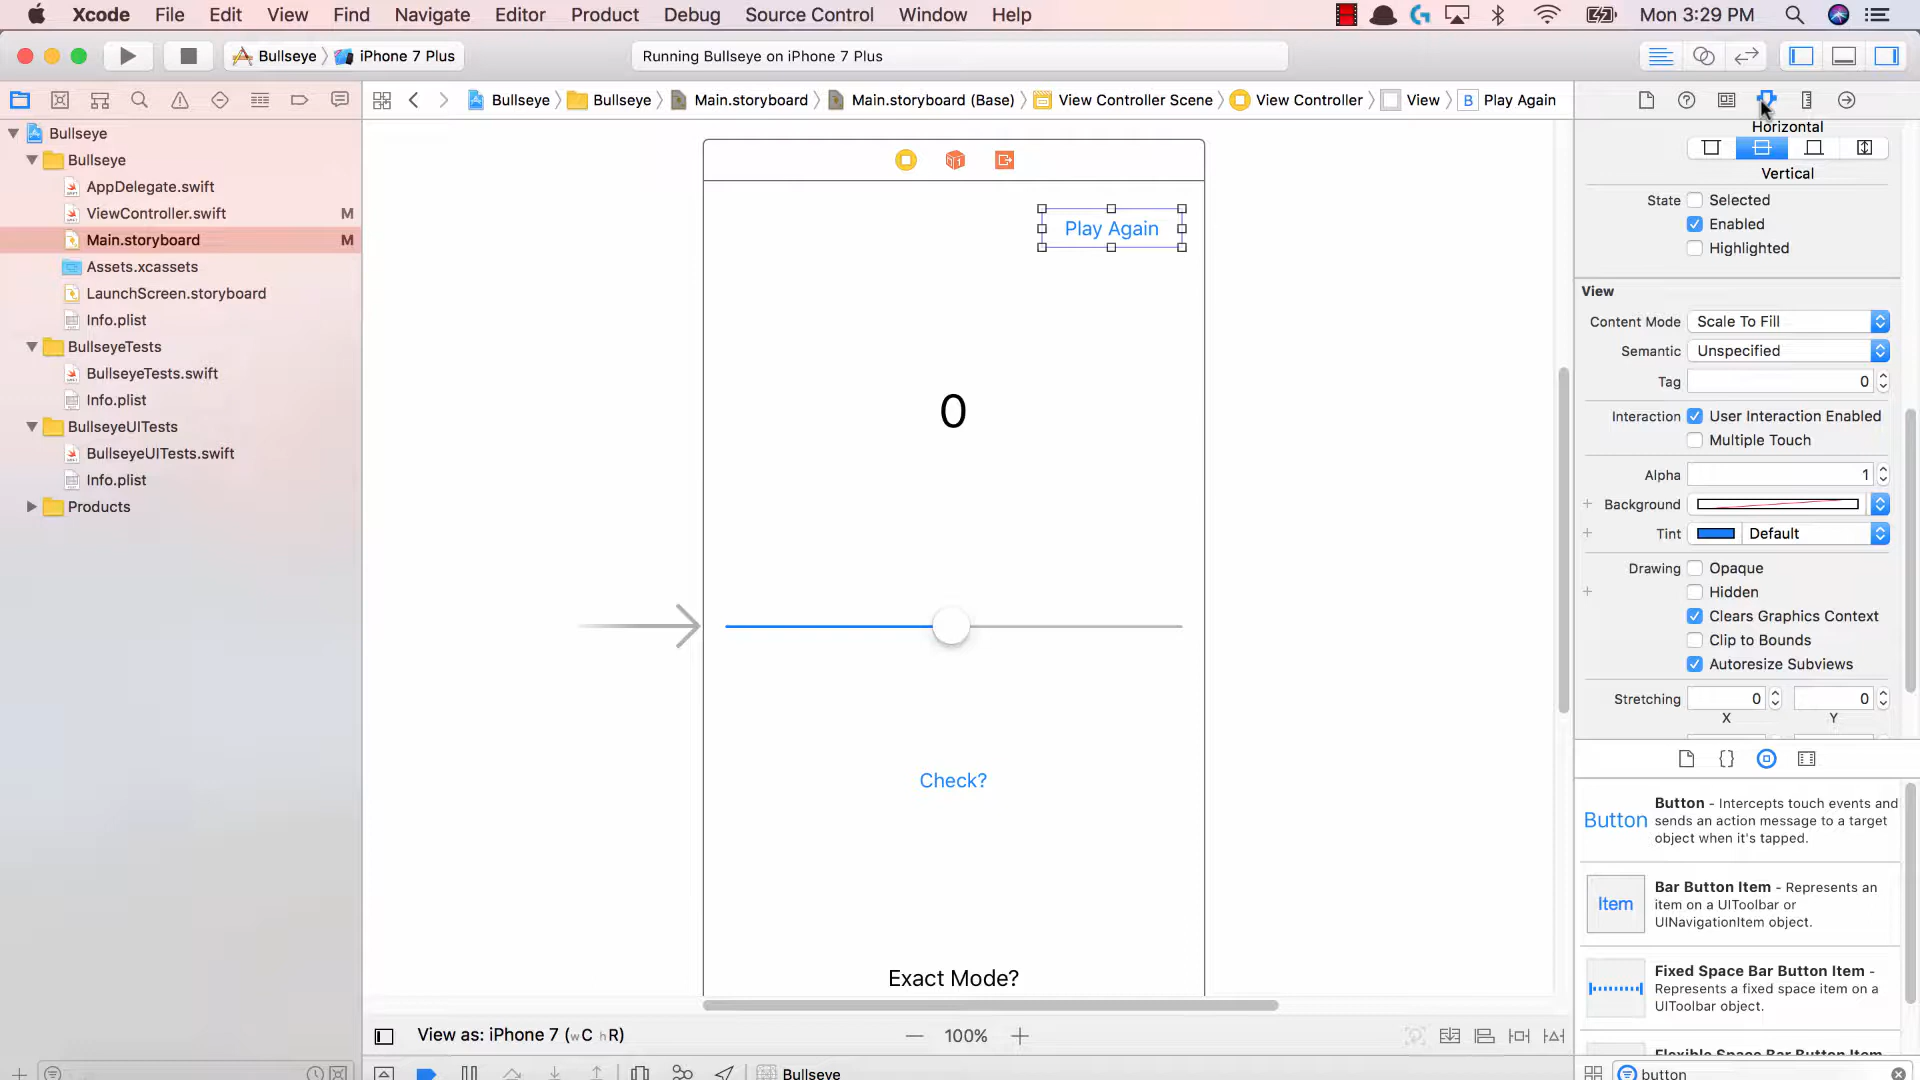 Xcode File Edit View Find Navigate Editor Product Debug Source Control Window Help Mon 3:29 PM
Bullseye iPhone 7 Plus Running Bullseye on iPhone 7 Plus
Bullseye Bullseye Main.storyboard Main.storyboard (Base) View Controller Scene View Controller View B Play Again
Bullseye
Bullseye
AppDelegate.swift
ViewController.swift M
Main.storyboard M
Assets.xcassets
LaunchScreen.storyboard
Info.plist
BullseyeTests
BullseyeTests.swift
Info.plist
BullseyeUITests
BullseyeUITests.swift
Info.plist
Products
Play Again
0
Check?
Exact Mode?
View as: iPhone 7 (wC hR) 100%
Bullseye
Horizontal
Vertical
State Selected
Enabled
Highlighted
View
Content Mode Scale To Fill
Semantic Unspecified
Tag 0
Interaction User Interaction Enabled
Multiple Touch
Alpha 1
Background
Tint Default
Drawing Opaque
Hidden
Clears Graphics Context
Clip to Bounds
Autoresize Subviews
Stretching 0 0
X Y
Button
Button - Intercepts touch events and
sends an action message to a target
object when it's tapped.
Item
Bar Button Item - Represents an
item on a UIToolbar or
UINavigationItem object.
Fixed Space Bar Button Item -
Represents a fixed space item on a
UIToolbar object.
Flexible Space Bar Button Item
button